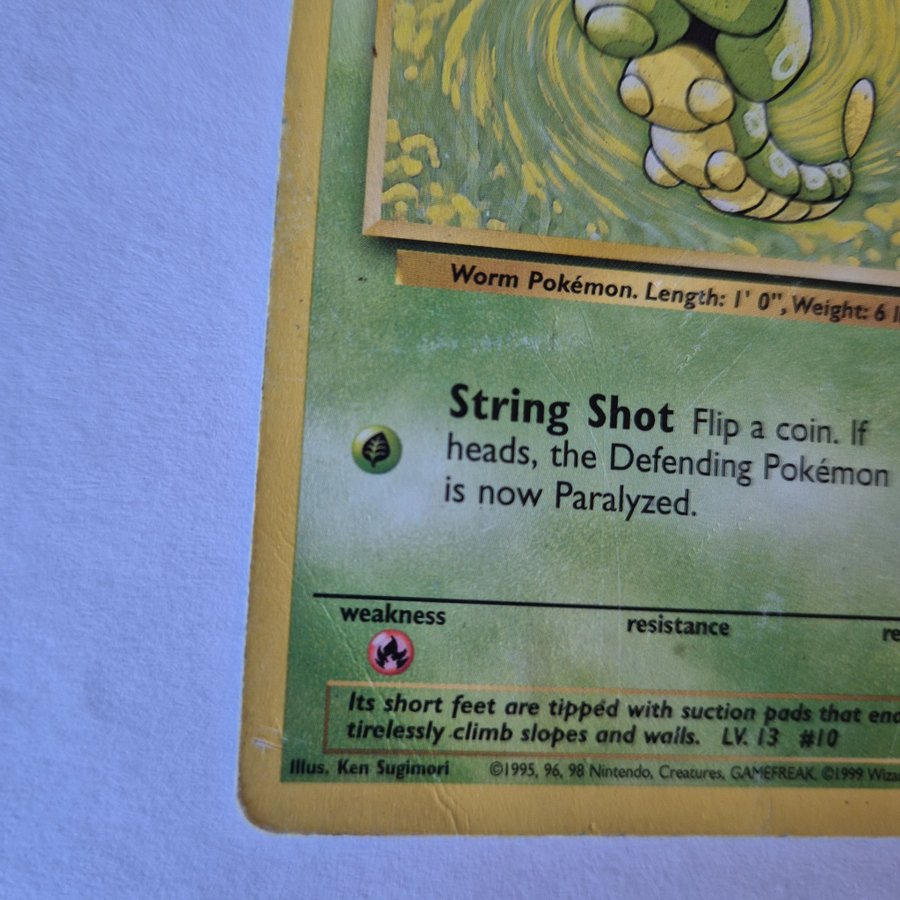 Worm Pokémon. Length: 1' 0", Weight: 6
String Shot Flip a coin. If
heads, the Defending Pokémon
is now Paralyzed.
weakness resistance re
Its short feet are tipped with suction pads that
tirelessly climb slopes and walls. LV. 13 #10
Illus. Ken Sugimori ©1995, 96, 98 Nintendo, Creatures, GAMEFREAK. ©1999